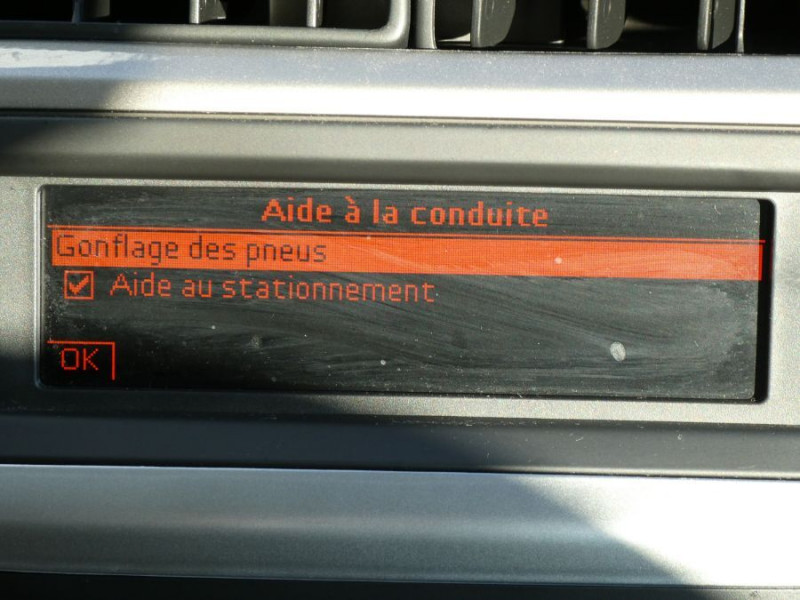 Aide à la conduite
Gonflage des pneus
Aide au stationnement
OK